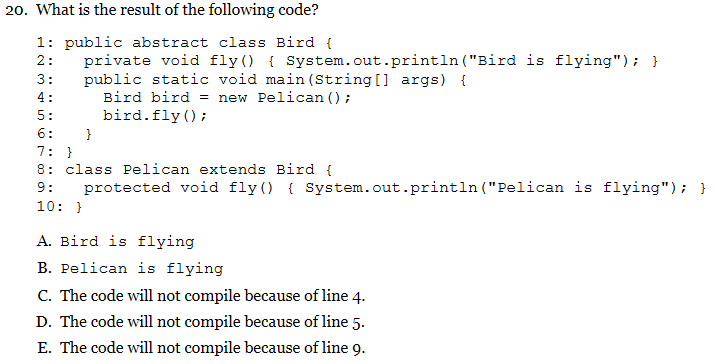 20. What is the result of the following code?
1: public abstract class Bird {
2: private void fly() { System.out.println("Bird is flying"); }
3: public static void main(String[] args) {
4: Bird bird = new Pelican();
5: bird.fly();
6: }
7: }
8: class Pelican extends Bird {
9: protected void fly() { System.out.println("Pelican is flying"); }
10: }
A. Bird is flying
B. Pelican is flying
C. The code will not compile because of line 4.
D. The code will not compile because of line 5.
E. The code will not compile because of line 9.